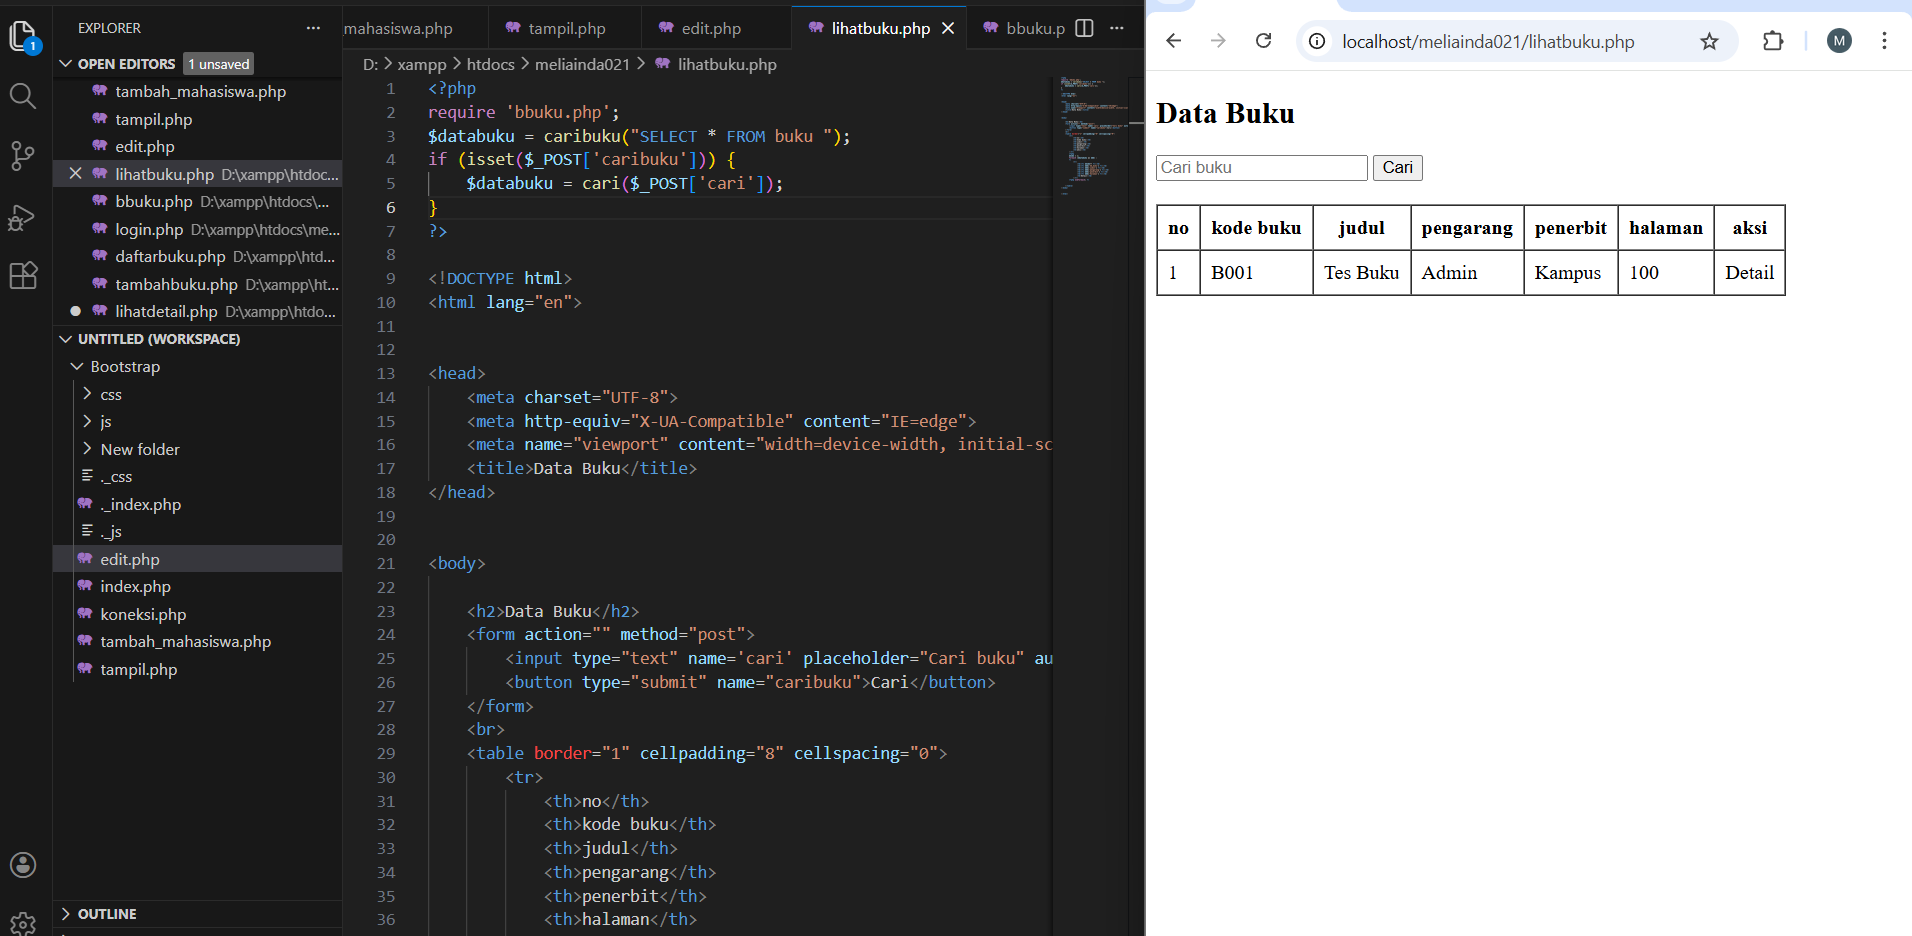 EXPLORER
OPEN EDITORS 1 unsaved
tambah_mahasiswa.php
tampil.php
edit.php
lihatbuku.php D:\xampp\htdoc...
bbuku.php D:\xampp\htdocs\...
login.php D:\xampp\htdocs\me...
daftarbuku.php D:\xampp\htd...
tambahbuku.php D:\xampp\ht...
lihatdetail.php D:\xampp\htdo...
UNTITLED (WORKSPACE)
Bootstrap
css
js
New folder
._css
._index.php
._js
edit.php
index.php
koneksi.php
tambah_mahasiswa.php
tampil.php
OUTLINE
1
mahasiswa.php tampil.php edit.php lihatbuku.php bbuku.p
D: > xampp > htdocs > meliainda021 > lihatbuku.php
1 <?php
2 require 'bbuku.php';
3 $databuku = caribuku("SELECT * FROM buku ");
4 if (isset($_POST['caribuku'])) {
5 $databuku = cari($_POST['cari']);
6 }
7 ?>
8
9 <!DOCTYPE html>
10 <html lang="en">
11
12
13 <head>
14 <meta charset="UTF-8">
15 <meta http-equiv="X-UA-Compatible" content="IE=edge">
16 <meta name="viewport" content="width=device-width, initial-sc
17 <title>Data Buku</title>
18 </head>
19
20
21 <body>
22
23 <h2>Data Buku</h2>
24 <form action="" method="post">
25 <input type="text" name='cari' placeholder="Cari buku" au
26 <button type="submit" name="caribuku">Cari</button>
27 </form>
28 <br>
29 <table border="1" cellpadding="8" cellspacing="0">
30 <tr>
31 <th>no</th>
32 <th>kode buku</th>
33 <th>judul</th>
34 <th>pengarang</th>
35 <th>penerbit</th>
36 <th>halaman</th>
localhost/meliainda021/lihatbuku.php M
Data Buku
Cari buku Cari
no kode buku judul pengarang penerbit halaman aksi
1 B001 Tes Buku Admin Kampus 100 Detail